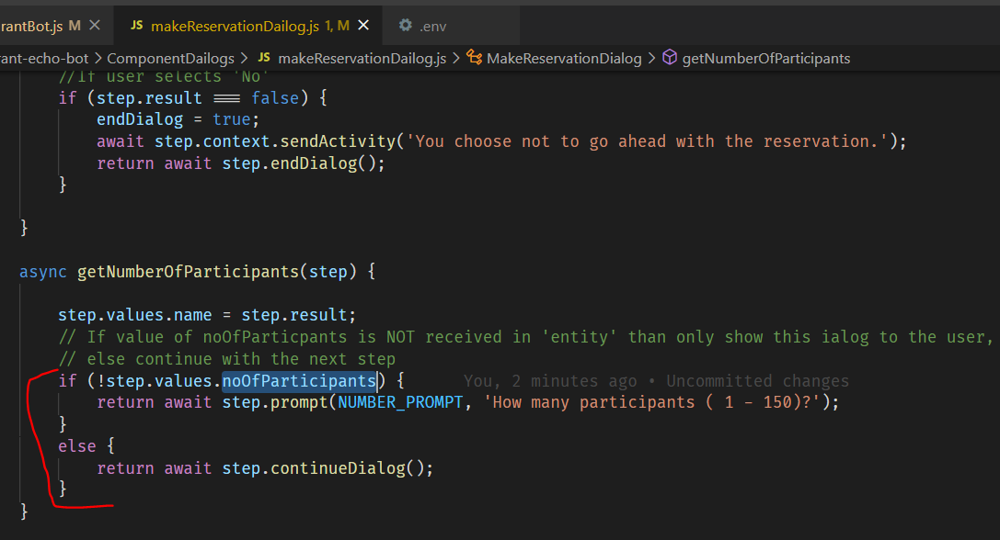 rantBot.js M ×
JS makeReservationDailog.js 1, M ×
.env
rant-echo-bot > ComponentDailogs > JS makeReservationDailog.js > MakeReservationDialog > getNumberOfParticipants
//If user selects 'No'
if (step.result === false) {
endDialog = true;
await step.context.sendActivity('You choose not to go ahead with the reservation.');
return await step.endDialog();
}
}
async getNumberOfParticipants(step) {
step.values.name = step.result;
// If value of noOfParticpants is NOT received in 'entity' than only show this ialog to the user,
// else continue with the next step
if (!step.values.noOfParticipants) { You, 2 minutes ago • Uncommitted changes
return await step.prompt(NUMBER_PROMPT, 'How many participants ( 1 - 150)?');
}
else {
return await step.continueDialog();
}
}